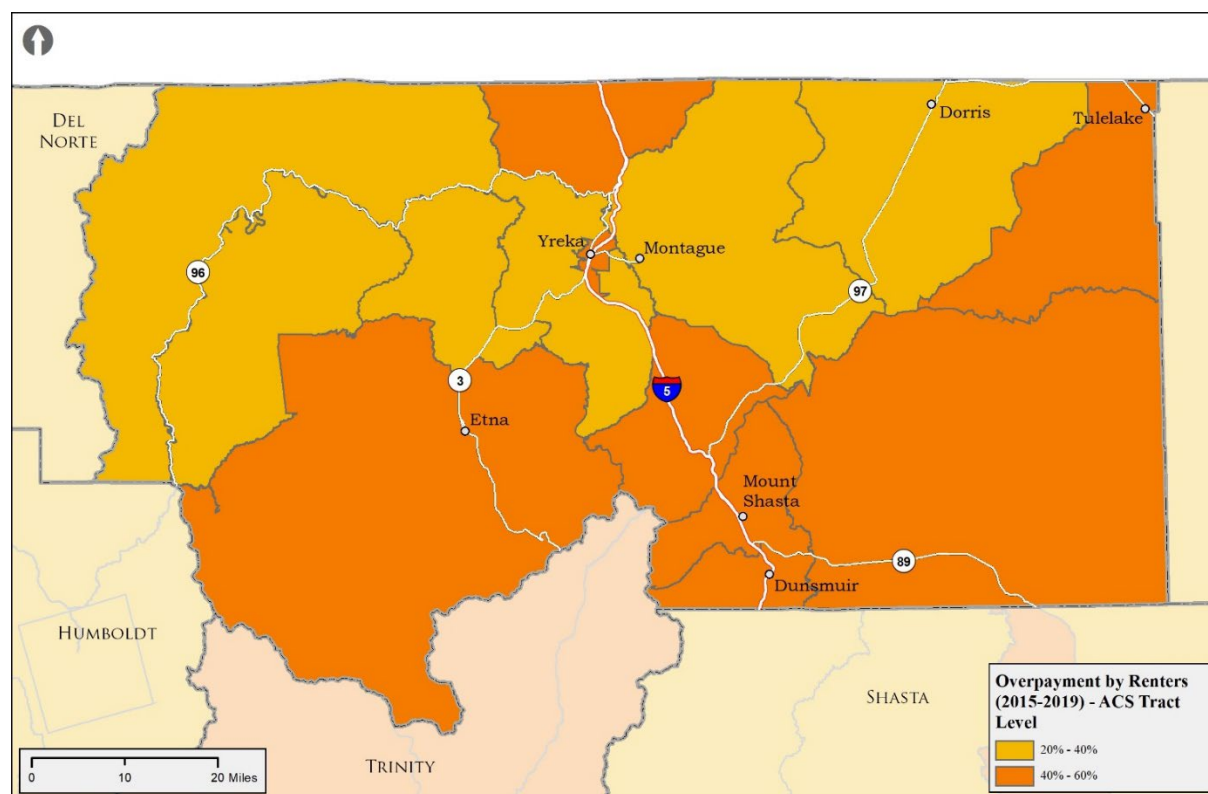 DEL
NORTE
Dorris
Tulelake
Yreka
Montague
96
97
3
5
Etna
Mount
Shasta
89
Dunsmuir
HUMBOLDT
SHASTA
TRINITY
Overpayment by Renters
(2015-2019) - ACS Tract
Level
20% - 40%
40% - 60%
0 10 20 Miles